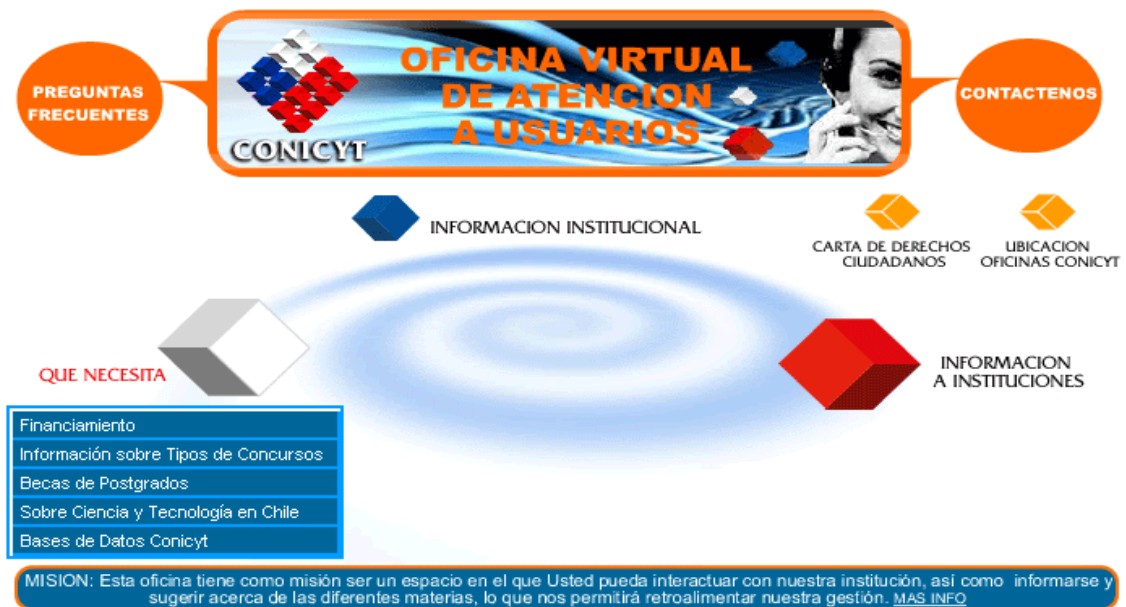 PREGUNTAS
FRECUENTES
CONICYT
OFICINA VIRTUAL
DE ATENCION
A USUARIOS
CONTACTENOS
INFORMACION INSTITUCIONAL
CARTA DE DERECHOS
CIUDADANOS
UBICACION
OFICINAS CONICYT
QUE NECESITA
INFORMACION
A INSTITUCIONES
Financiamiento
Información sobre Tipos de Concursos
Becas de Postgrados
Sobre Ciencia y Tecnología en Chile
Bases de Datos Conicyt
MISION: Esta oficina tiene como misión ser un espacio en el que Usted pueda interactuar con nuestra institución, así como informarse y
sugerir acerca de las diferentes materias, lo que nos permitirá retroalimentar nuestra gestión. MAS INFO